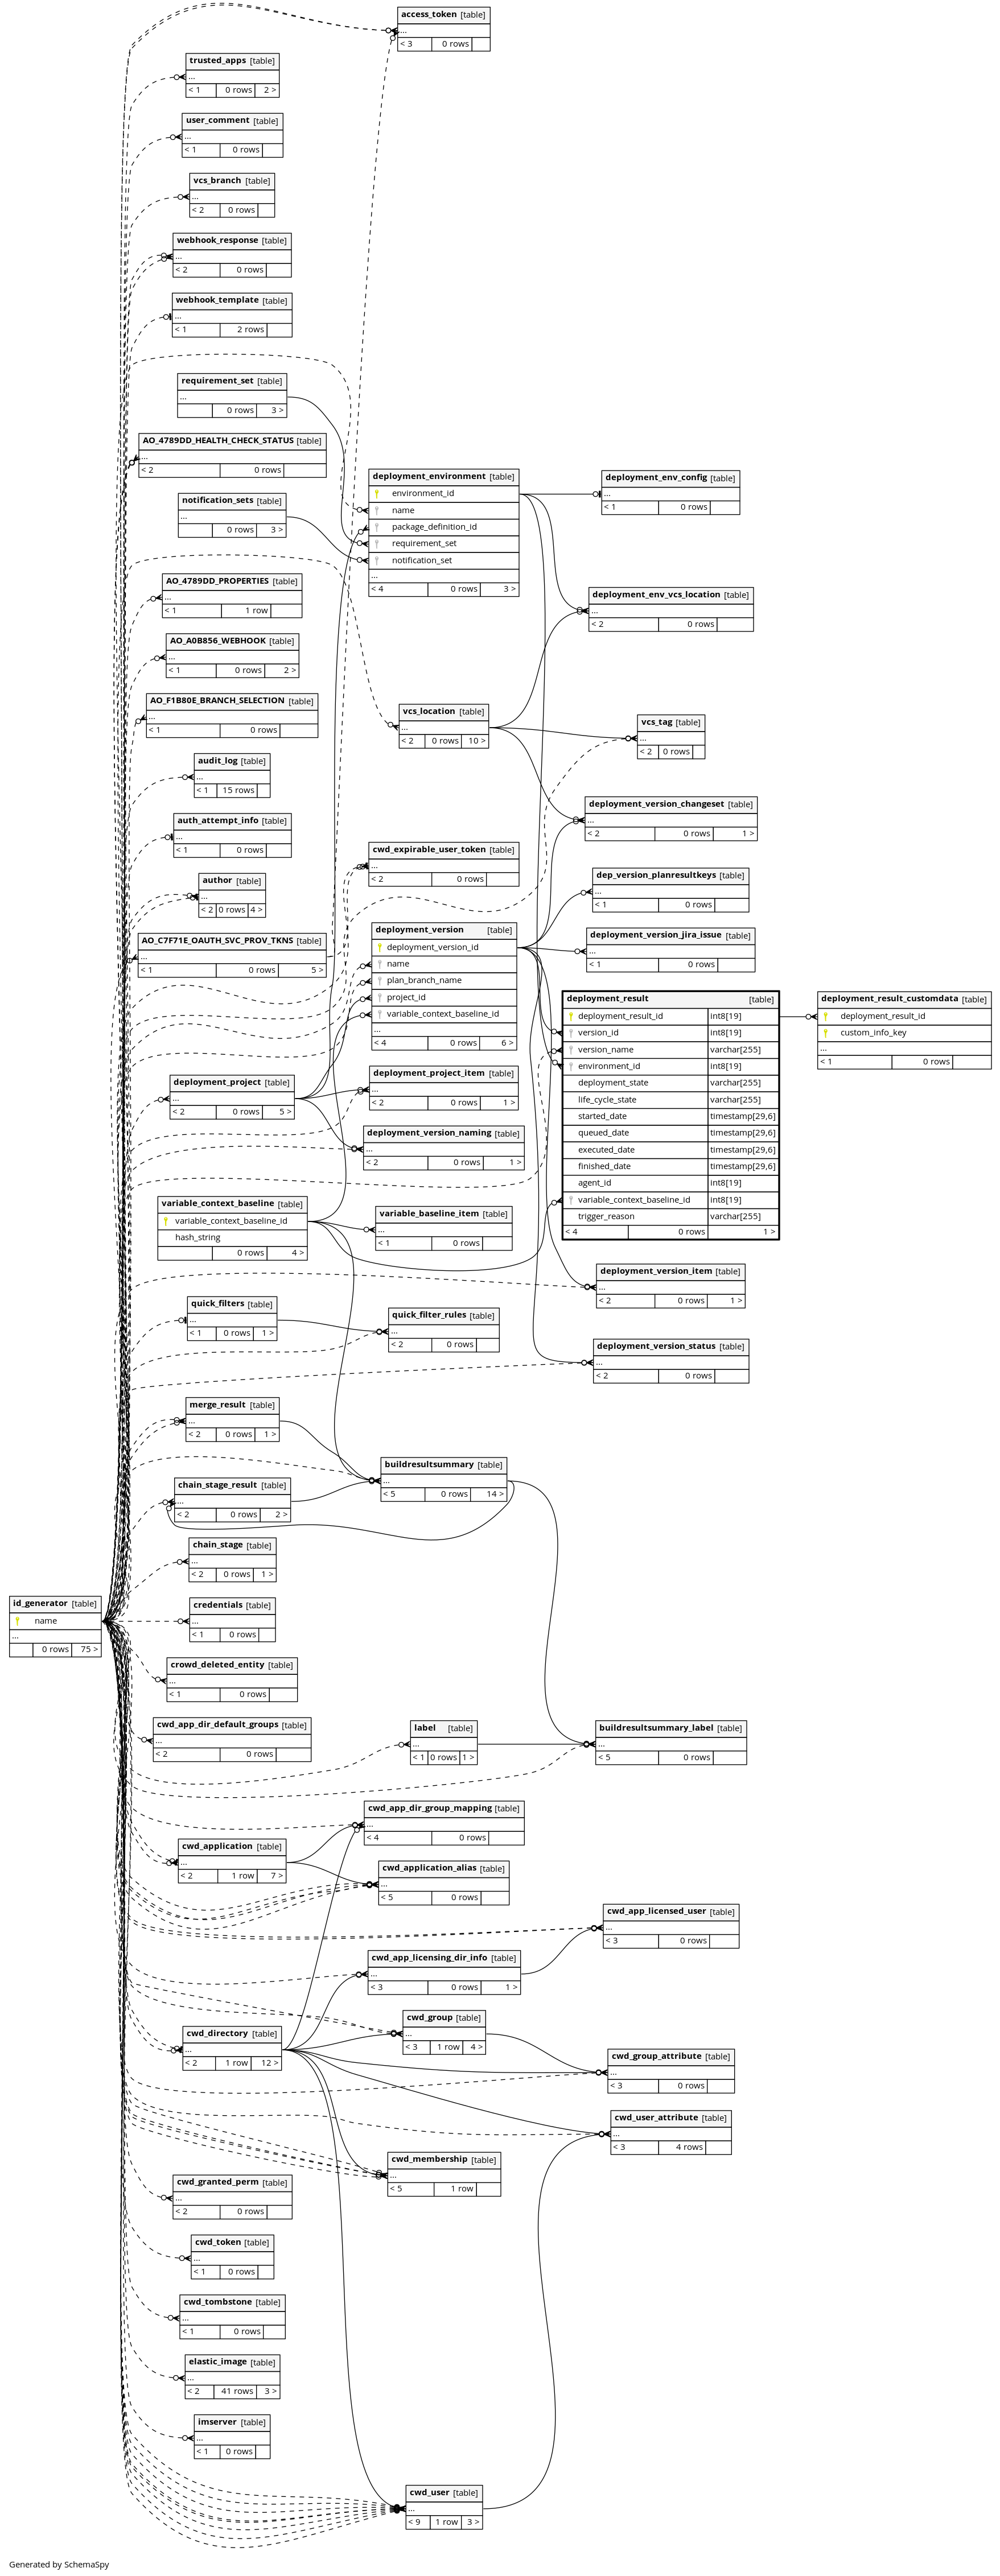 access_token [table]
...
< 3 0 rows
trusted_apps [table]
...
< 1 0 rows 2 >
user_comment [table]
...
< 1 0 rows
vcs_branch [table]
...
< 2 0 rows
webhook_response [table]
...
< 2 0 rows
webhook_template [table]
...
< 1 2 rows
requirement_set [table]
...
0 rows 3 >
AO_4789DD_HEALTH_CHECK_STATUS [table]
...
< 2 0 rows
notification_sets [table]
...
0 rows 3 >
deployment_environment [table]
environment_id
name
package_definition_id
requirement_set
notification_set
...
< 4 0 rows 3 >
deployment_env_config [table]
...
< 1 0 rows
AO_4789DD_PROPERTIES [table]
...
< 1 1 row
deployment_env_vcs_location [table]
...
< 2 0 rows
AO_A0B856_WEBHOOK [table]
...
< 1 0 rows 2 >
AO_F1B80E_BRANCH_SELECTION [table]
...
< 1 0 rows
vcs_location [table]
...
< 2 0 rows 10 >
vcs_tag [table]
...
< 2 0 rows
audit_log [table]
...
< 1 15 rows
deployment_version_changeset [table]
...
< 2 0 rows 1 >
auth_attempt_info [table]
...
< 1 0 rows
cwd_expirable_user_token [table]
...
< 2 0 rows
author [table]
...
< 2 0 rows 4 >
dep_version_planresultkeys [table]
...
< 1 0 rows
AO_C7F71E_OAUTH_SVC_PROV_TKNS [table]
...
< 1 0 rows 5 >
deployment_version [table]
deployment_version_id
name
plan_branch_name
project_id
variable_context_baseline_id
...
< 4 0 rows 6 >
deployment_version_jira_issue [table]
...
< 1 0 rows
deployment_result [table]
deployment_result_id int8[19]
version_id int8[19]
version_name varchar[255]
environment_id int8[19]
deployment_state varchar[255]
life_cycle_state varchar[255]
started_date timestamp[29,6]
queued_date timestamp[29,6]
executed_date timestamp[29,6]
finished_date timestamp[29,6]
agent_id int8[19]
variable_context_baseline_id int8[19]
trigger_reason varchar[255]
< 4 0 rows 1 >
deployment_result_customdata [table]
deployment_result_id
custom_info_key
...
< 1 0 rows
deployment_project [table]
...
< 2 0 rows 5 >
deployment_project_item [table]
...
< 2 0 rows 1 >
deployment_version_naming [table]
...
< 2 0 rows 1 >
variable_context_baseline [table]
variable_context_baseline_id
hash_string
0 rows 4 >
variable_baseline_item [table]
...
< 1 0 rows
deployment_version_item [table]
...
< 2 0 rows 1 >
quick_filters [table]
...
< 1 0 rows 1 >
quick_filter_rules [table]
...
< 2 0 rows
deployment_version_status [table]
...
< 2 0 rows
merge_result [table]
...
< 2 0 rows 1 >
buildresultsummary [table]
...
< 5 0 rows 14 >
chain_stage_result [table]
...
< 2 0 rows 2 >
chain_stage [table]
...
< 2 0 rows 1 >
id_generator [table]
name
...
0 rows 75 >
credentials [table]
...
< 1 0 rows
crowd_deleted_entity [table]
...
< 1 0 rows
cwd_app_dir_default_groups [table]
...
< 2 0 rows
label [table]
...
< 1 0 rows 1 >
buildresultsummary_label [table]
...
< 5 0 rows
cwd_app_dir_group_mapping [table]
...
< 4 0 rows
cwd_application [table]
...
< 2 1 row 7 >
cwd_application_alias [table]
...
< 5 0 rows
cwd_app_licensed_user [table]
...
< 3 0 rows
cwd_app_licensing_dir_info [table]
...
< 3 0 rows 1 >
cwd_group [table]
...
< 3 1 row 4 >
cwd_directory [table]
...
< 2 1 row 12 >
cwd_group_attribute [table]
...
< 3 0 rows
cwd_user_attribute [table]
...
< 3 4 rows
cwd_membership [table]
...
< 5 1 row
cwd_granted_perm [table]
...
< 2 0 rows
cwd_token [table]
...
< 1 0 rows
cwd_tombstone [table]
...
< 1 0 rows
elastic_image [table]
...
< 2 41 rows 3 >
imserver [table]
...
< 1 0 rows
cwd_user [table]
...
< 9 1 row 3 >
Generated by SchemaSpy